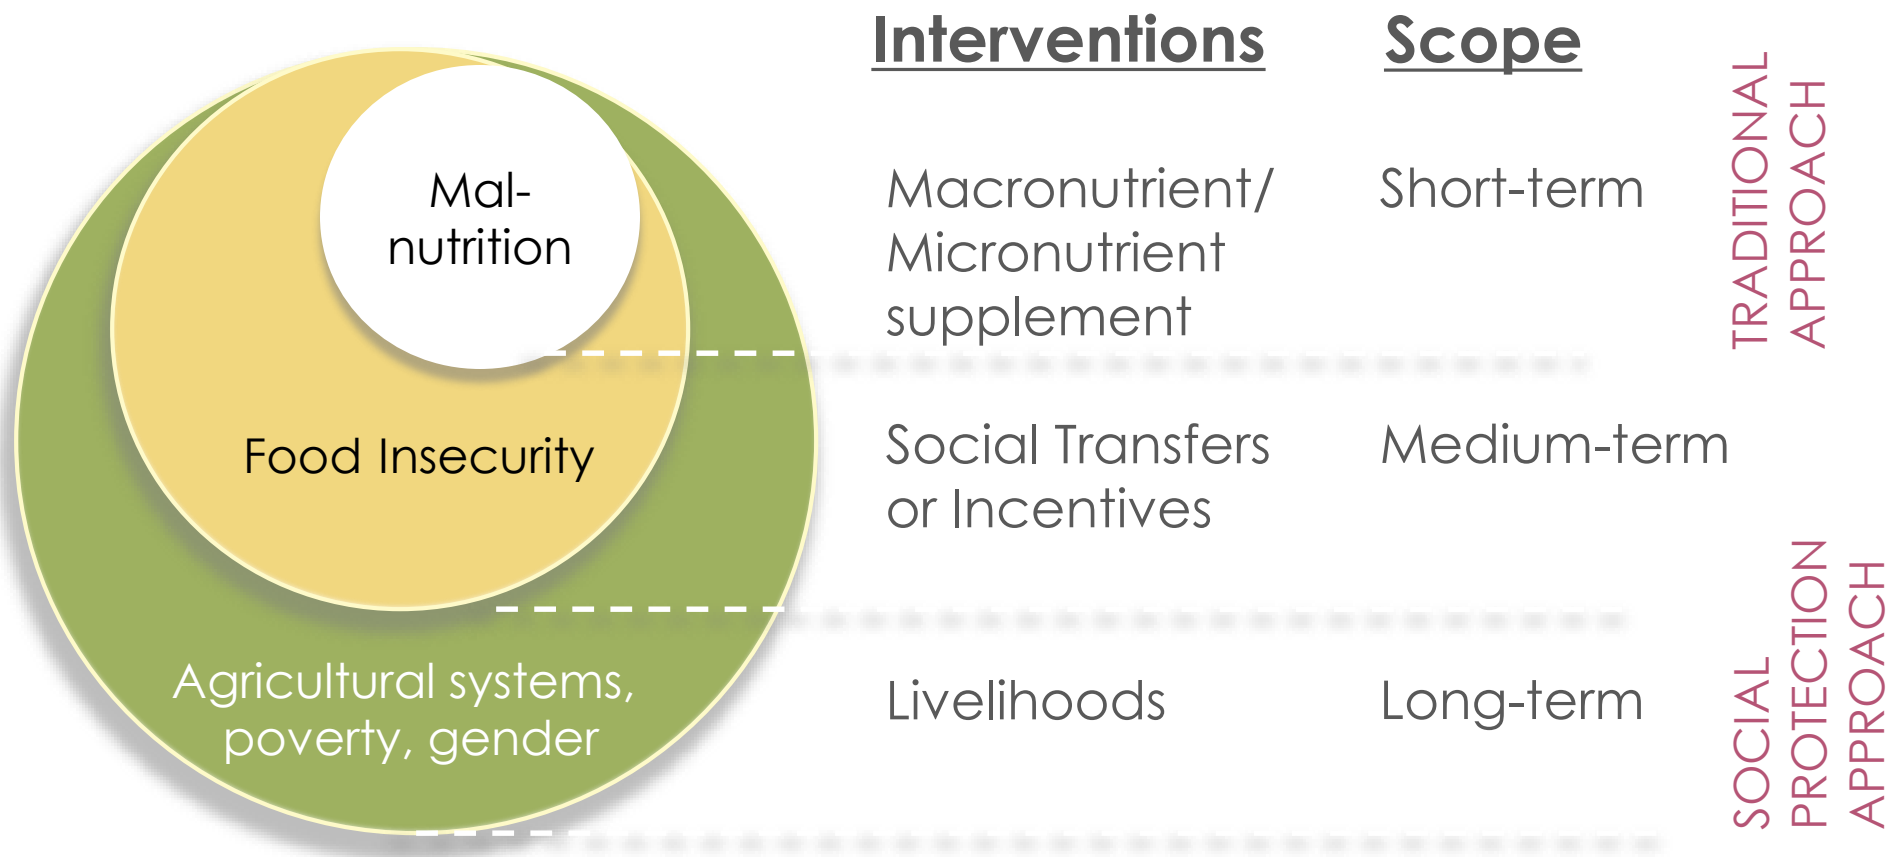 Interventions
Scope
Mal-
nutrition
Macronutrient/
Micronutrient
supplement
Short-term
Food Insecurity
Social Transfers
or Incentives
Medium-term
Agricultural systems,
poverty, gender
Livelihoods
Long-term
TRADITIONAL
APPROACH
SOCIAL
PROTECTION
APPROACH